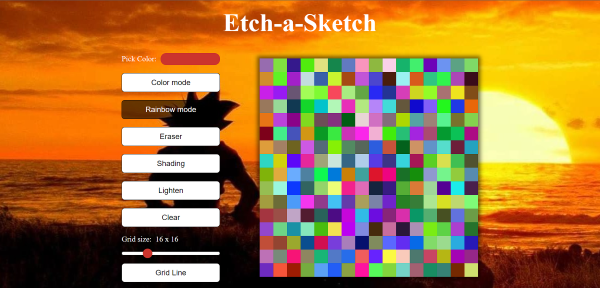 Etch-a-Sketch
Pick Color:
Color mode
Rainbow mode
Eraser
Shading
Lighten
Clear
Grid size: 16 x 16
Grid Line